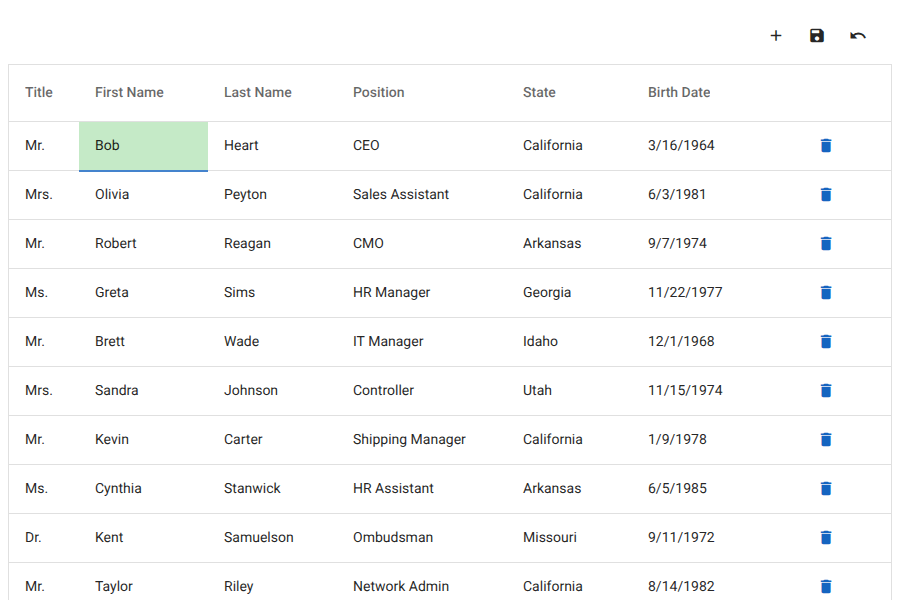 Title First Name Last Name Position State Birth Date
Mr. Bob Heart CEO California 3/16/1964
Mrs. Olivia Peyton Sales Assistant California 6/3/1981
Mr. Robert Reagan CMO Arkansas 9/7/1974
Ms. Greta Sims HR Manager Georgia 11/22/1977
Mr. Brett Wade IT Manager Idaho 12/1/1968
Mrs. Sandra Johnson Controller Utah 11/15/1974
Mr. Kevin Carter Shipping Manager California 1/9/1978
Ms. Cynthia Stanwick HR Assistant Arkansas 6/5/1985
Dr. Kent Samuelson Ombudsman Missouri 9/11/1972
Mr. Taylor Riley Network Admin California 8/14/1982